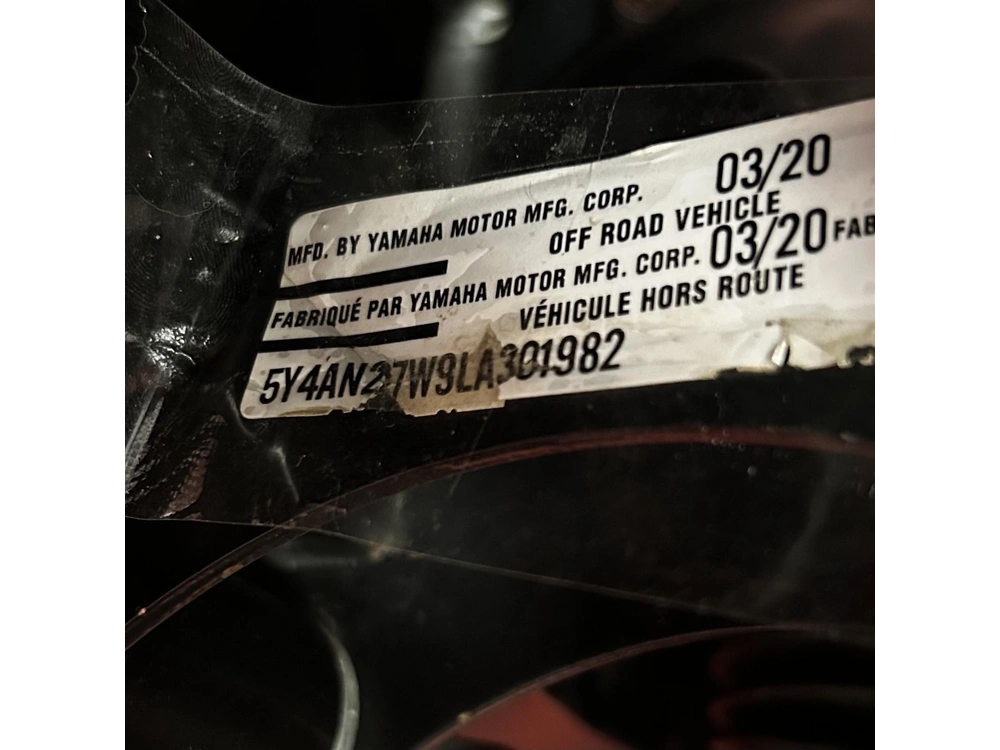 MFD. BY YAMAHA MOTOR MFG. CORP. 03/20
OFF ROAD VEHICLE
FABRIQUÉ PAR YAMAHA MOTOR MFG. CORP. 03/20 FAB
VÉHICULE HORS ROUTE
5Y4AN27W9LA301982